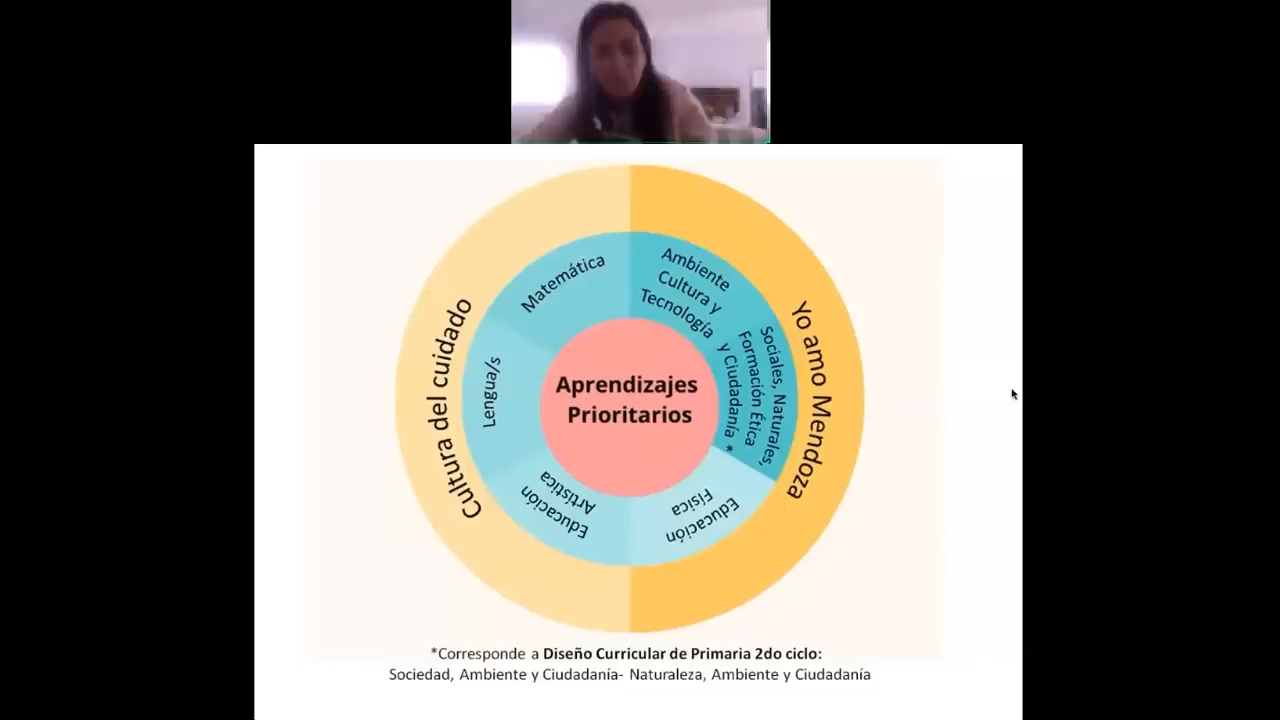 Matemática
Ambiente
Cultura y
Tecnología
Sociales, Naturales,
Formación Ética
y Ciudadanía *
Lengua/s
Cultura del cuidado
Yo amo Mendoza
Aprendizajes
Prioritarios
Educación
Artística
Educación
Física
*Corresponde a Diseño Curricular de Primaria 2do ciclo:
Sociedad, Ambiente y Ciudadanía- Naturaleza, Ambiente y Ciudadanía